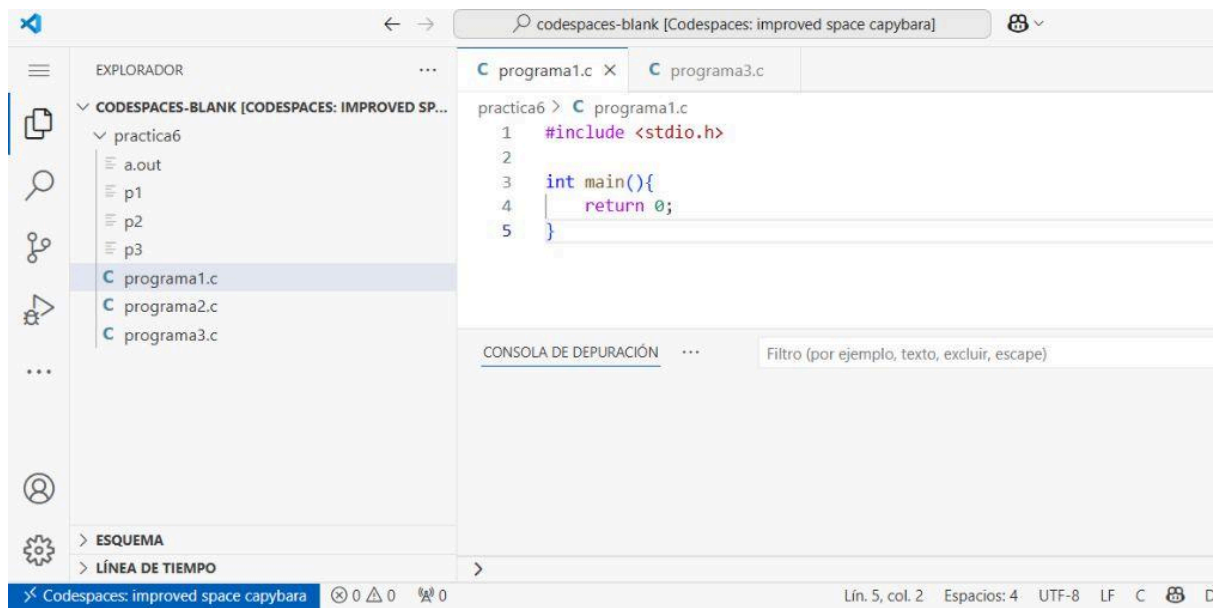 codespaces-blank [Codespaces: improved space capybara]
EXPLORADOR
CODESPACES-BLANK [CODESPACES: IMPROVED SP...
practica6
a.out
p1
p2
p3
C programa1.c
C programa2.c
C programa3.c
ESQUEMA
LÍNEA DE TIEMPO
C programa1.c × C programa3.c
practica6 > C programa1.c
1 #include <stdio.h>
2
3 int main(){
4 return 0;
5 }
CONSOLA DE DEPURACIÓN ... Filtro (por ejemplo, texto, excluir, escape)
>
Codespaces: improved space capybara 0 0 0 Lín. 5, col. 2 Espacios: 4 UTF-8 LF C